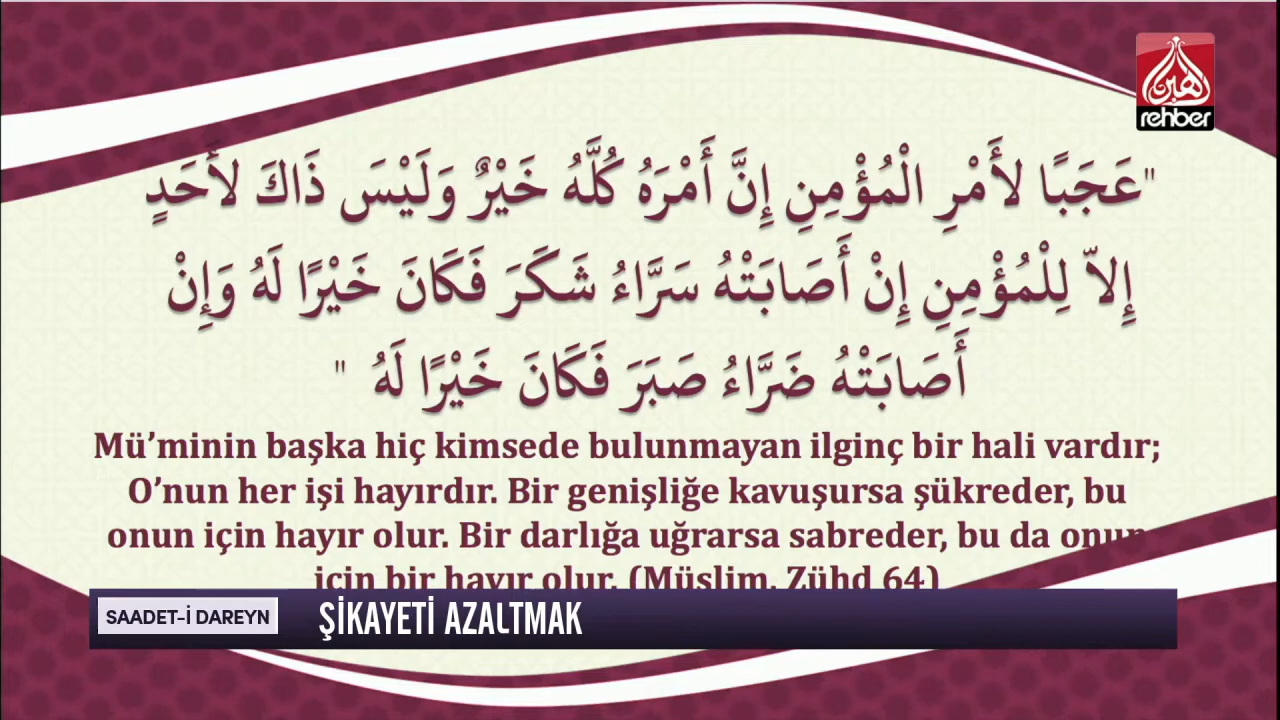 rehber
"عَجَبًا لأَمْرِ الْمُؤْمِنِ إِنَّ أَمْرَهُ كُلَّهُ خَيْرٌ وَلَيْسَ ذَاكَ لأَحَدٍ
إِلاّ لِلْمُؤْمِنِ إِنْ أَصَابَتْهُ سَرَّاءُ شَكَرَ فَكَانَ خَيْرًا لَهُ وَإِنْ
أَصَابَتْهُ ضَرَّاءُ صَبَرَ فَكَانَ خَيْرًا لَهُ "
Mü’minin başka hiç kimsede bulunmayan ilginç bir hali vardır;
O’nun her işi hayırdır. Bir genişliğe kavuşursa şükreder, bu
onun için hayır olur. Bir darlığa uğrarsa sabreder, bu da onun
için bir hayır olur. (Müslim, Zühd 64)
SAADET-İ DAREYN ŞİKAYETİ AZALTMAK